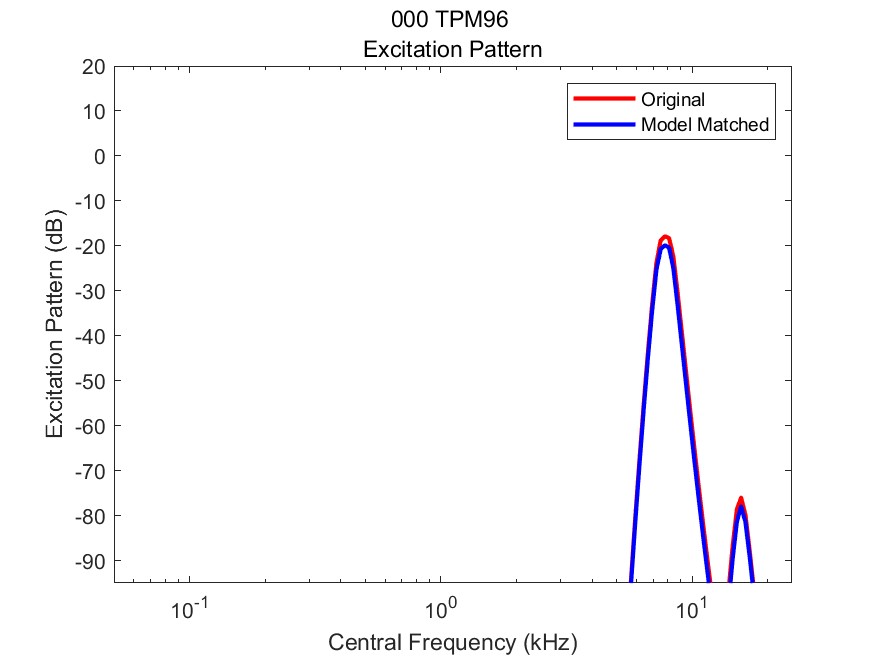 000 TPM96
Excitation Pattern
Original
Model Matched
Excitation Pattern (dB)
20
10
0
-10
-20
-30
-40
-50
-60
-70
-80
-90
10^-1
10^0
10^1
Central Frequency (kHz)